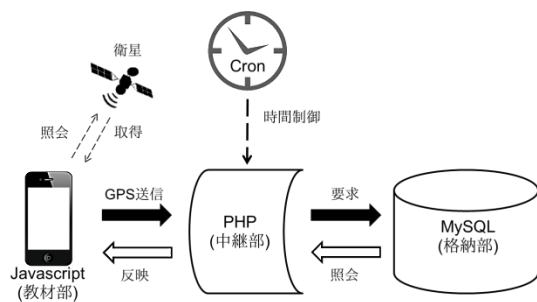 衛星
Cron
照会
取得
時間制御
GPS送信
要求
PHP
(中継部)
MySQL
(格納部)
Javascript
(教材部)
反映
照会